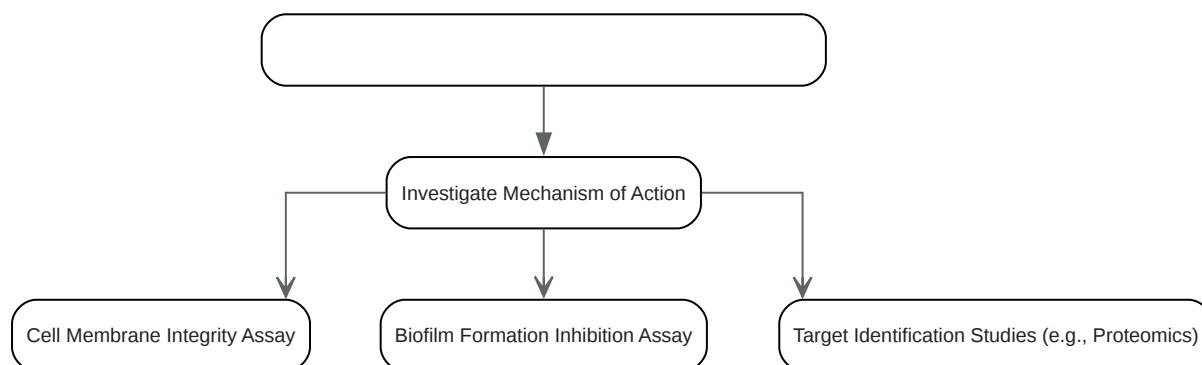 Investigate Mechanism of Action
Cell Membrane Integrity Assay
Biofilm Formation Inhibition Assay
Target Identification Studies (e.g., Proteomics)